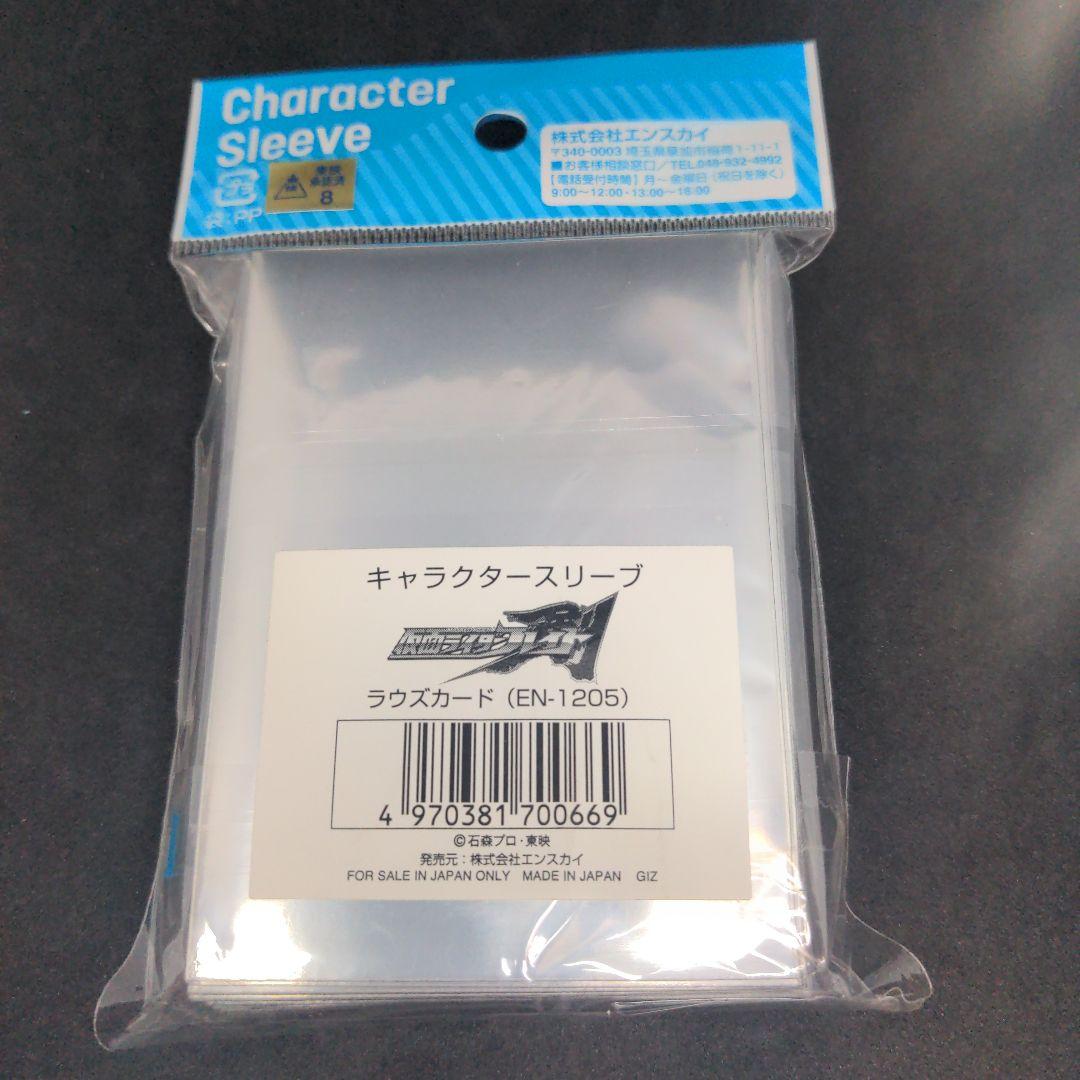 Character
Sleeve
袋:PP
東映
承認済
8
株式会社エンスカイ
〒340-0003 埼玉県草加市稲荷1-11-1
■お客様相談窓口/TEL.048-932-4992
【電話受付時間】月～金曜日(祝日を除く)
9:00～12:00・13:00～18:00
キャラクタースリーブ
仮面ライダーブレイド
剣
ラウズカード(EN-1205)
4 970381 700669
©石森プロ・東映
発売元:株式会社エンスカイ
FOR SALE IN JAPAN ONLY MADE IN JAPAN GIZ